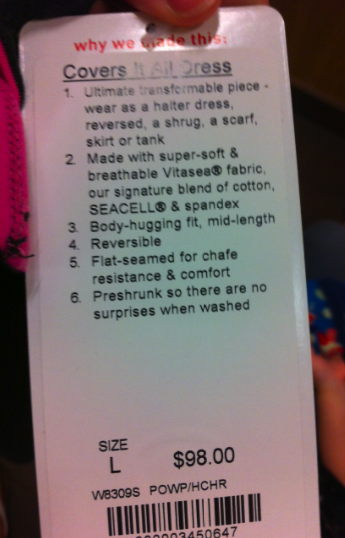 why we made this:
Covers It All Dress
1. Ultimate transformable piece -
wear as a halter dress,
reversed, a shrug, a scarf,
skirt or tank
2. Made with super-soft &
breathable Vitasea® fabric,
our signature blend of cotton,
SEACELL® & spandex
3. Body-hugging fit, mid-length
4. Reversible
5. Flat-seamed for chafe
resistance & comfort
6. Preshrunk so there are no
surprises when washed
SIZE
L $98.00
W8309S POWP/HCHR